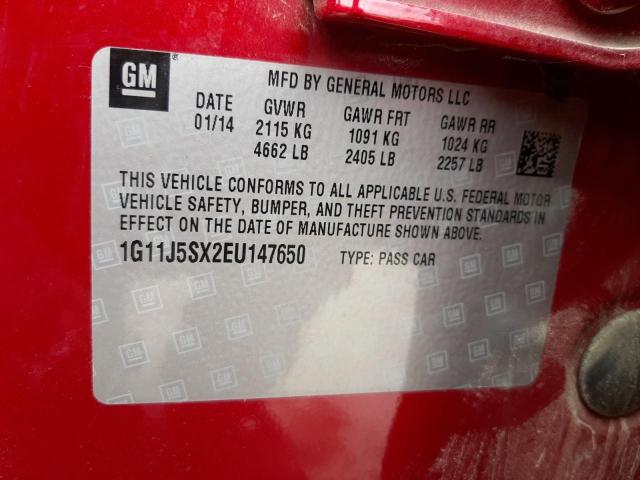 GM
MFD BY GENERAL MOTORS LLC
DATE GVWR GAWR FRT GAWR RR
01/14 2115 KG 1091 KG 1024 KG
4662 LB 2405 LB 2257 LB
THIS VEHICLE CONFORMS TO ALL APPLICABLE U.S. FEDERAL MOTOR
VEHICLE SAFETY, BUMPER, AND THEFT PREVENTION STANDARDS IN
EFFECT ON THE DATE OF MANUFACTURE SHOWN ABOVE.
1G11J5SX2EU147650 TYPE: PASS CAR